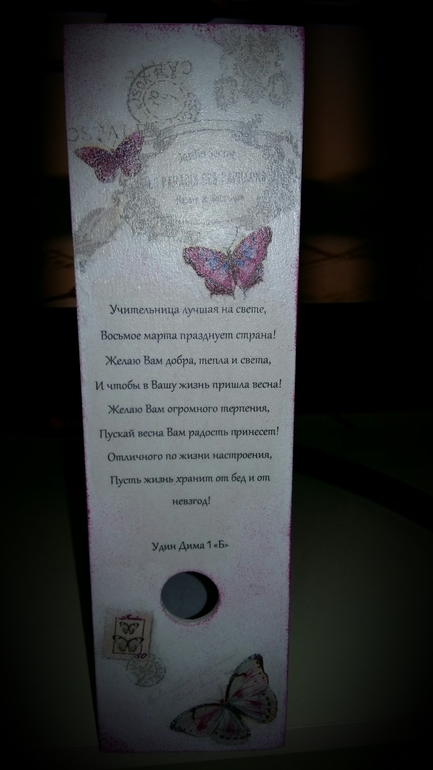 Учительница лучшая на свете,
Восьмое марта празднует страна!
Желаю Вам добра, тепла и света,
И чтобы в Вашу жизнь пришла весна!
Желаю Вам огромного терпения,
Пускай весна Вам радость принесет!
Отличного по жизни настроения,
Пусть жизнь хранит от бед и от
невзгод!
Удин Дима 1 «Б»